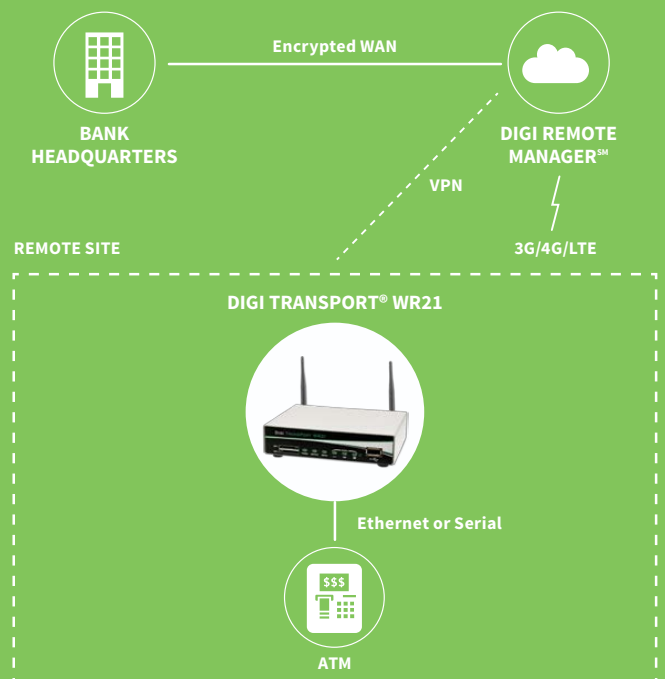 Encrypted WAN
BANK
HEADQUARTERS
DIGI REMOTE
MANAGER℠
VPN
REMOTE SITE
3G/4G/LTE
DIGI TRANSPORT® WR21
Ethernet or Serial
$$$
ATM